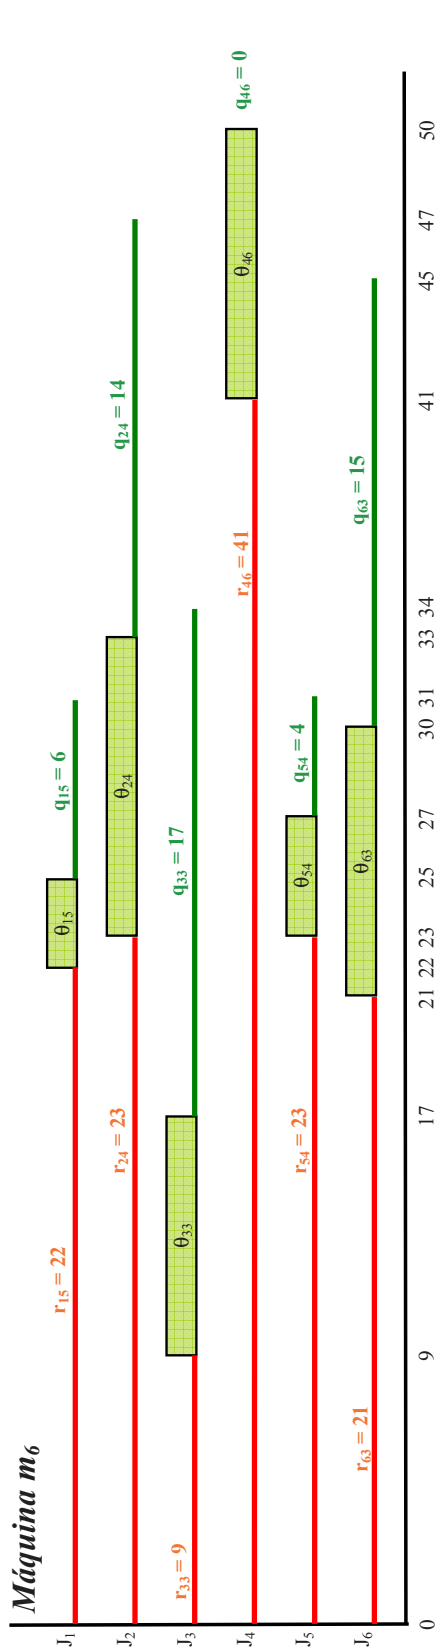 Máquina m6
J1 r15 = 22 θ15 q15 = 6
J2 r24 = 23 θ24 q24 = 14
J3 r33 = 9 θ33 q33 = 17
J4 r46 = 41 θ46 q46 = 0
J5 r54 = 23 θ54 q54 = 4
J6 r63 = 21 θ63 q63 = 15
0 9 17 21 22 23 25 27 30 31 33 34 41 45 47 50